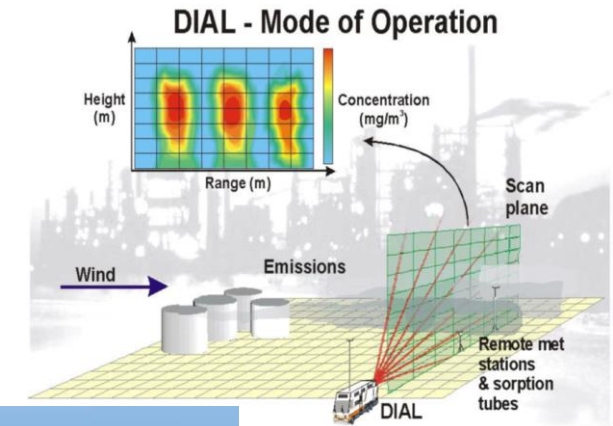 DIAL - Mode of Operation
Height
(m)
Concentration
(mg/m³)
Range (m)
Scan
plane
Wind
Emissions
Remote met
stations
& sorption
tubes
DIAL